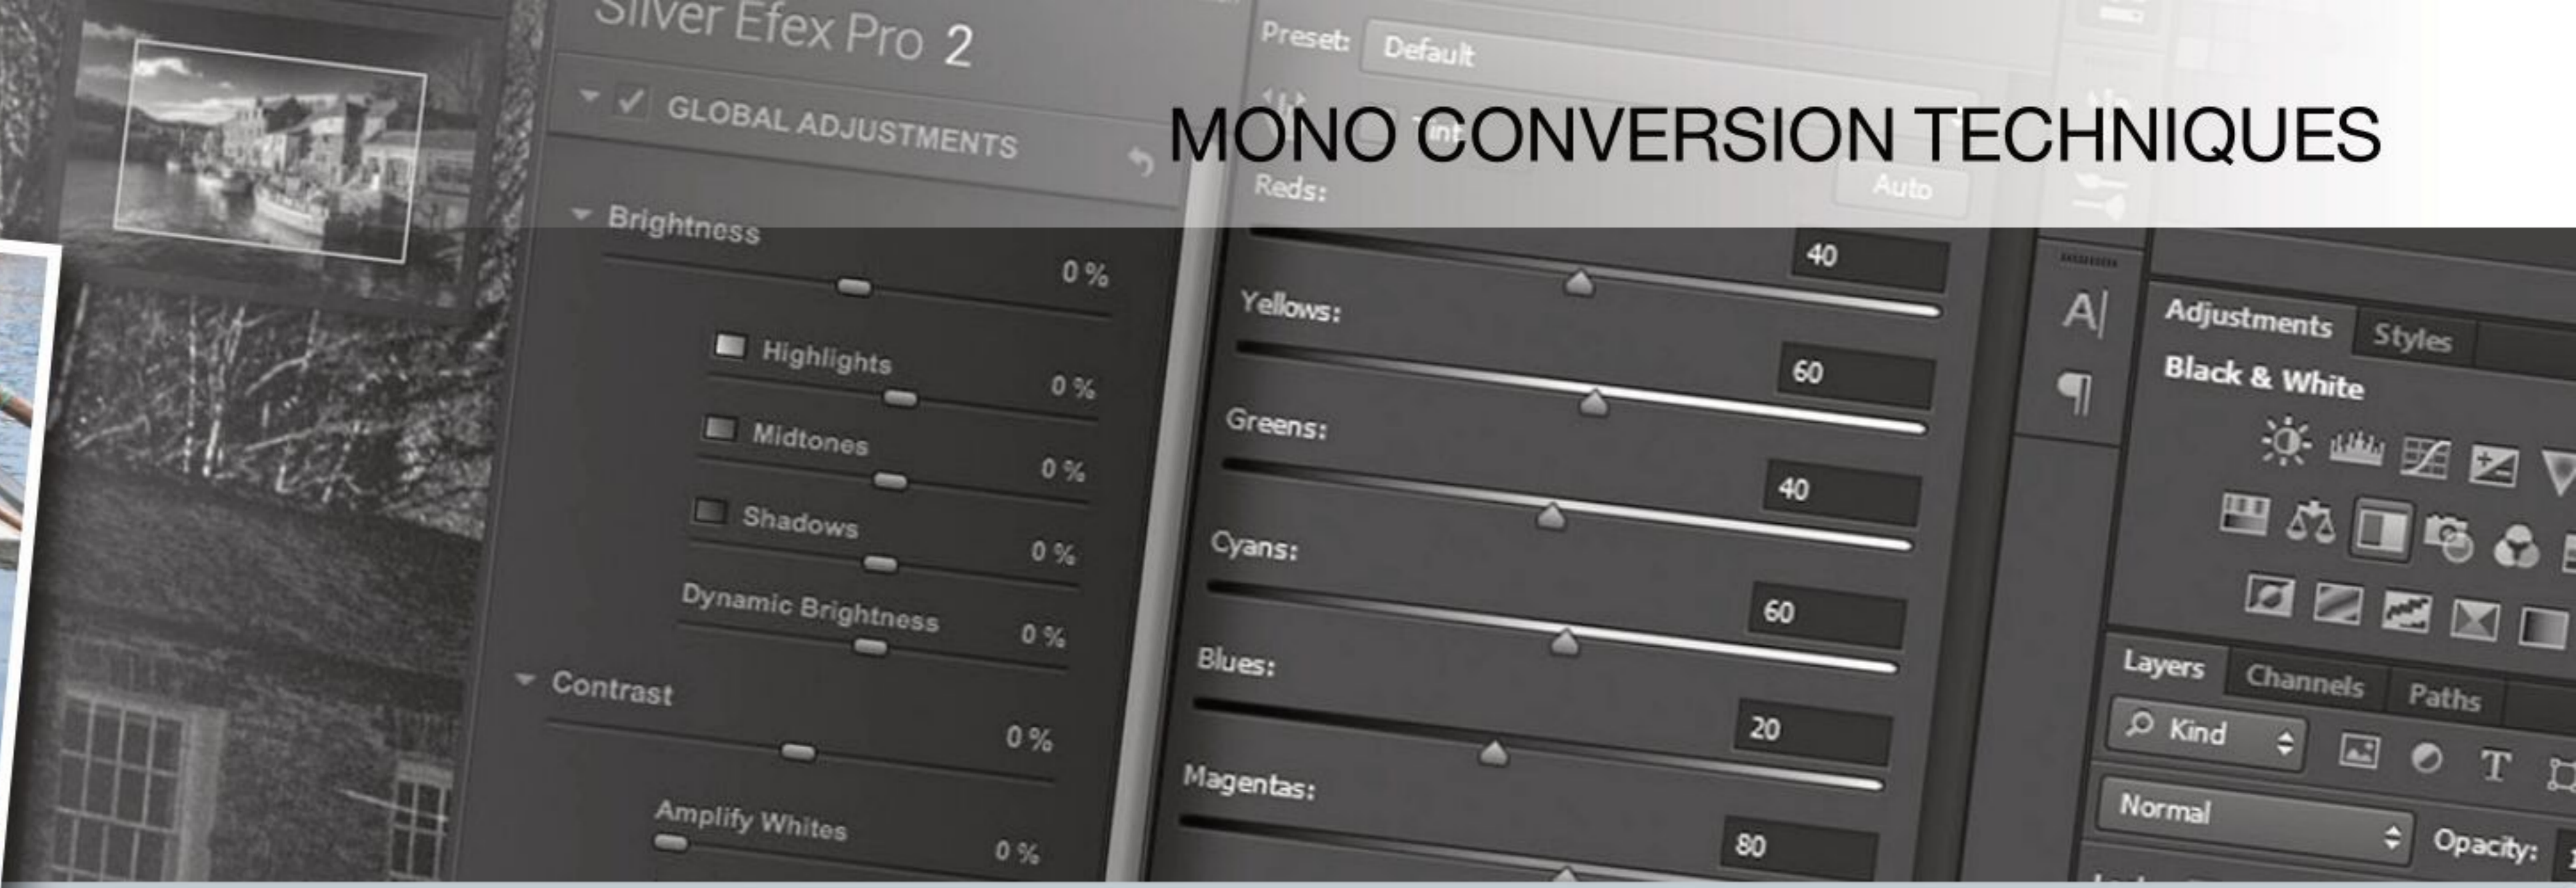 Silver Efex Pro 2
GLOBAL ADJUSTMENTS
Brightness
0 %
Highlights
0 %
Midtones
0 %
Shadows
0 %
Dynamic Brightness
0 %
Contrast
0 %
Amplify Whites
0 %
Preset: Default
MONO CONVERSION TECHNIQUES
Tint
Auto
Reds:
40
Yellows:
60
Greens:
40
Cyans:
60
Blues:
20
Magentas:
80
A|
¶
Adjustments Styles
Black & White
Layers Channels Paths
Kind
T
Normal
Opacity: